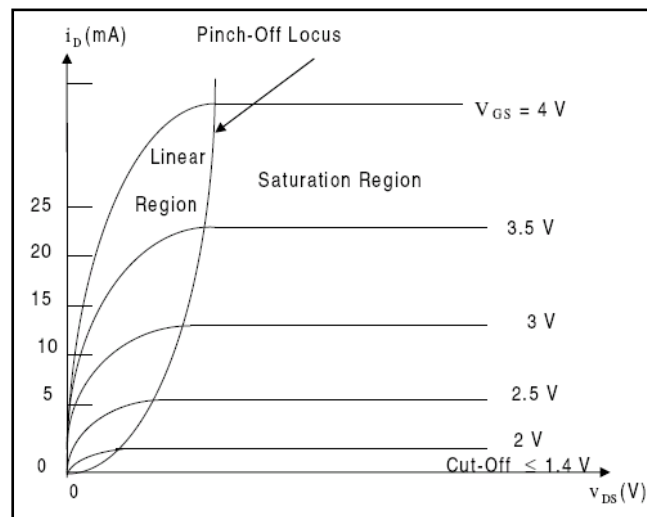 i_D (mA)
Pinch-Off Locus
V_GS = 4 V
Linear
Region
Saturation Region
25
3.5 V
20
15
3 V
10
2.5 V
5
2 V
0
Cut-Off ≤ 1.4 V
0
v_DS (V)